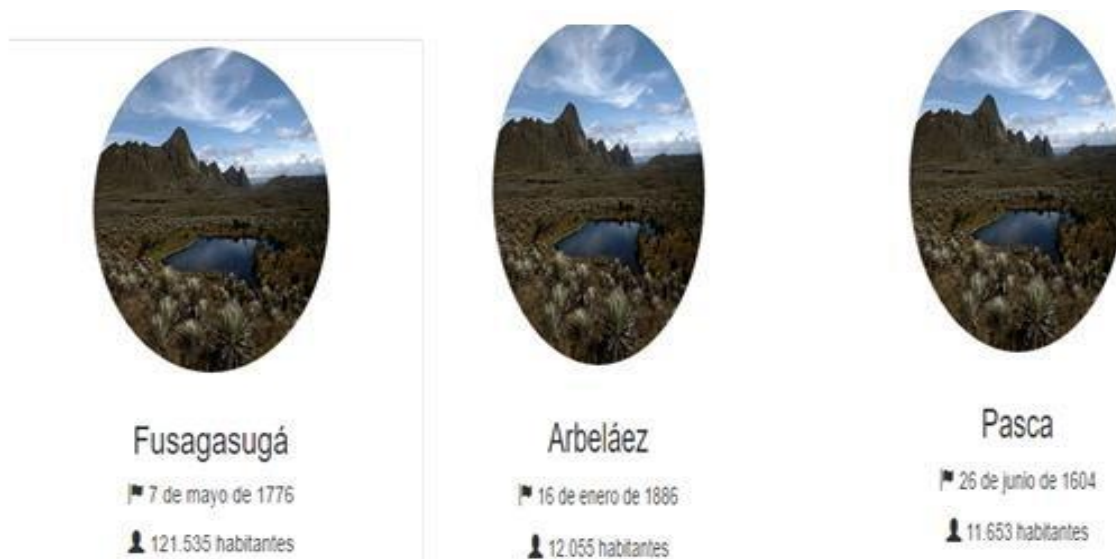 Fusagasugá
7 de mayo de 1776
121.535 habitantes
Arbeláez
16 de enero de 1886
12.055 habitantes
Pasca
26 de junio de 1604
11.653 habitantes